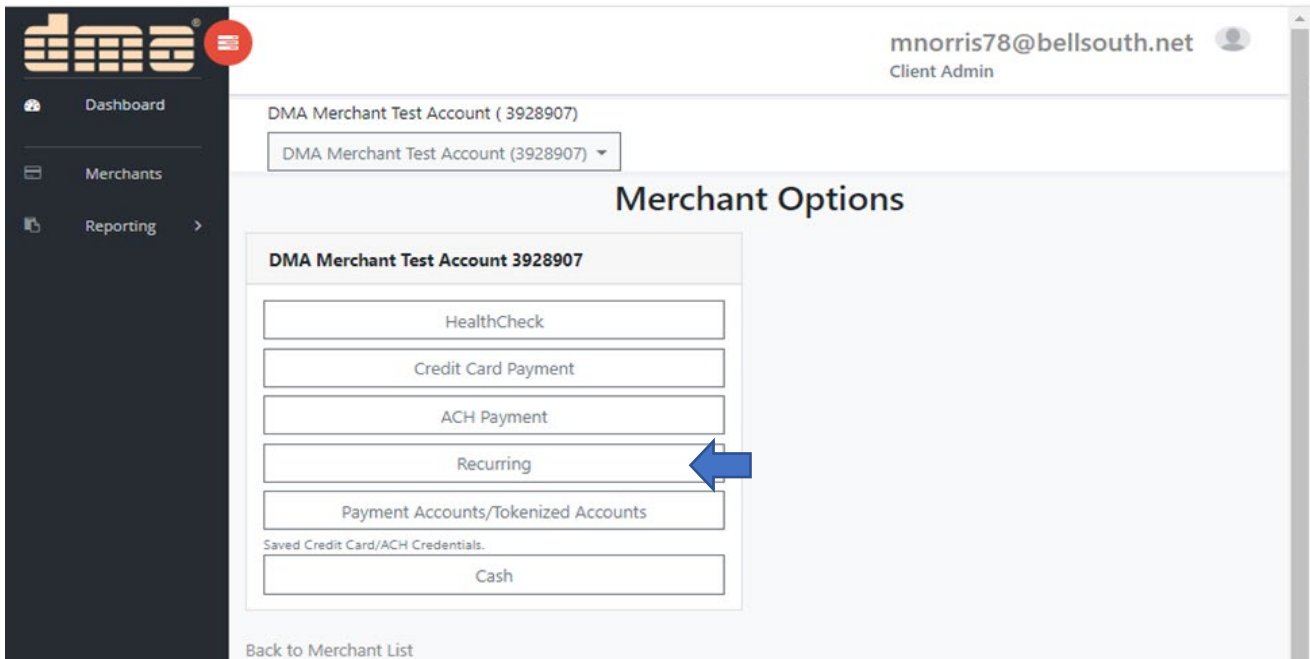 dma®
mnorris78@bellsouth.net
Client Admin
Dashboard
Merchants
Reporting >
DMA Merchant Test Account ( 3928907)
DMA Merchant Test Account (3928907)
Merchant Options
DMA Merchant Test Account 3928907
HealthCheck
Credit Card Payment
ACH Payment
Recurring
Payment Accounts/Tokenized Accounts
Saved Credit Card/ACH Credentials.
Cash
Back to Merchant List